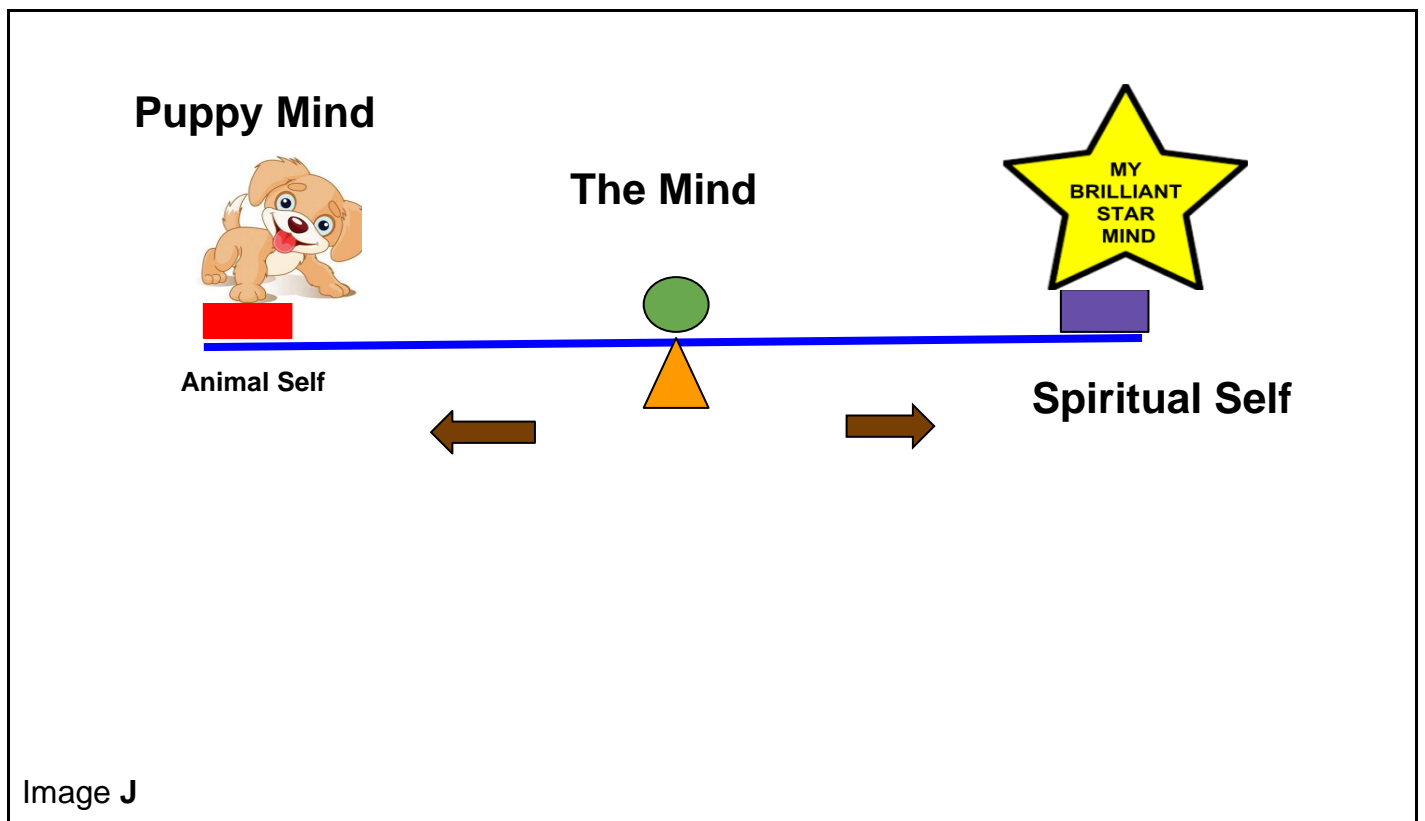 Puppy Mind
The Mind
MY
BRILLIANT
STAR
MIND
Animal Self
Spiritual Self
Image J